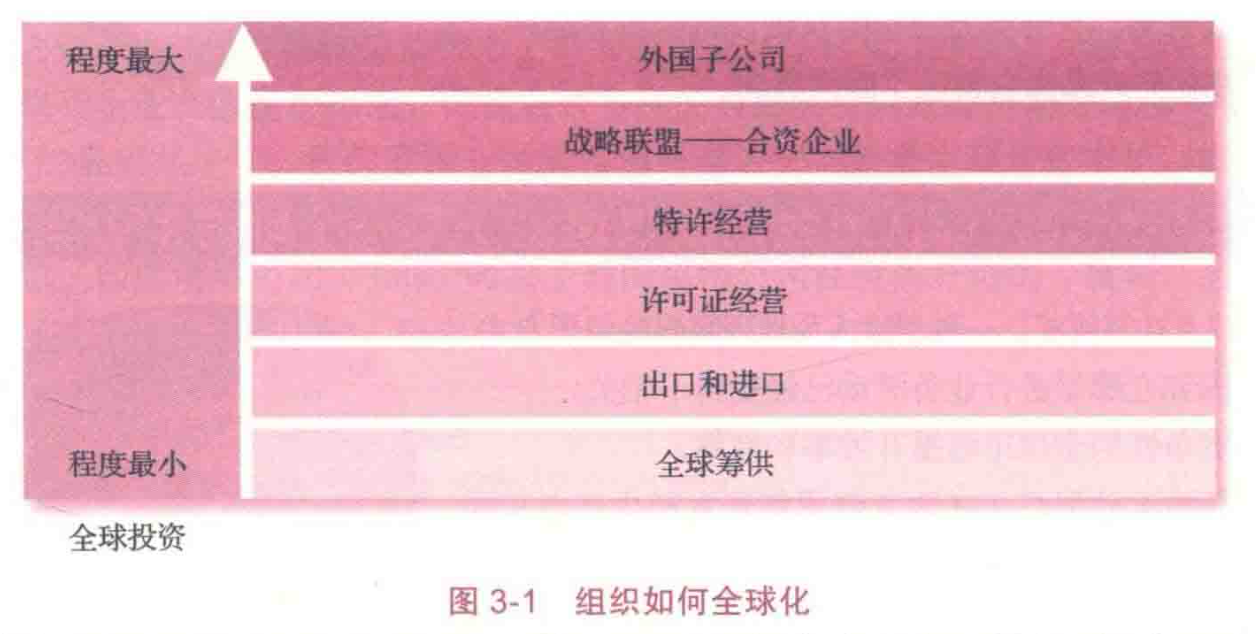 程度最大
外国子公司
战略联盟——合资企业
特许经营
许可证经营
出口和进口
程度最小
全球筹供
全球投资
图 3-1 组织如何全球化